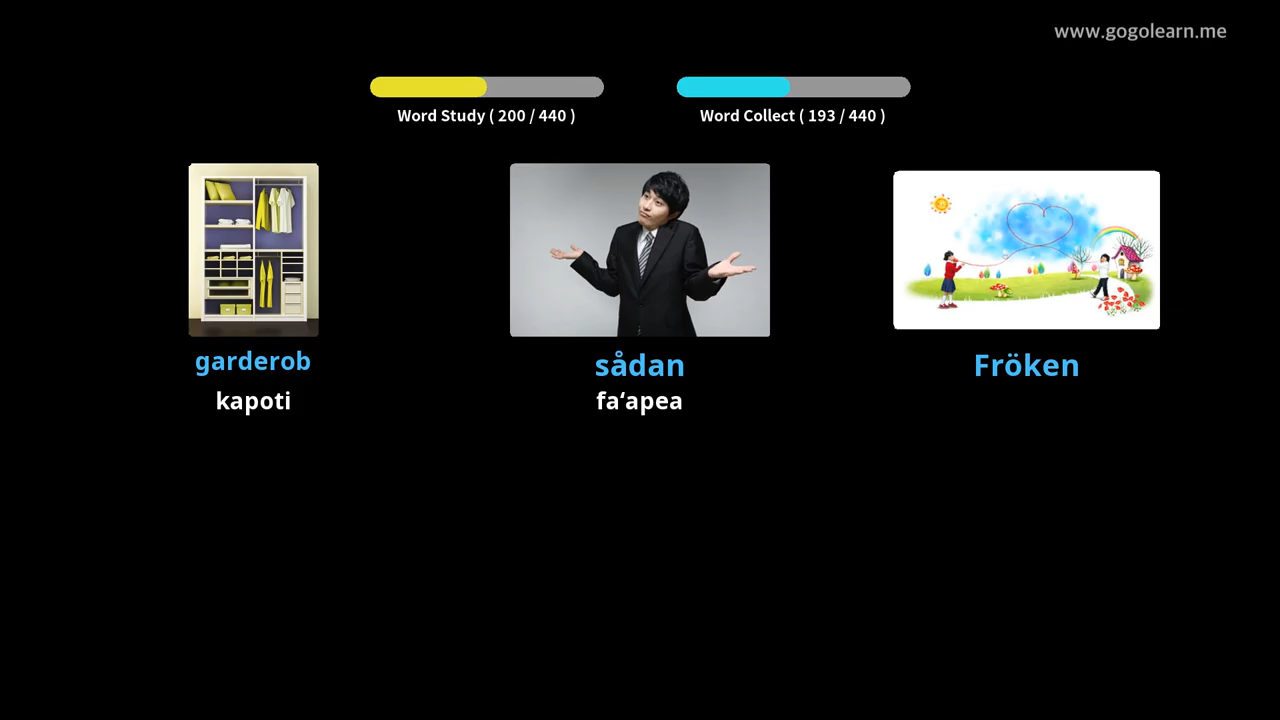 www.gogolearn.me
Word Study ( 200 / 440 )
Word Collect ( 193 / 440 )
garderob
kapoti
sådan
fa‘apea
Fröken